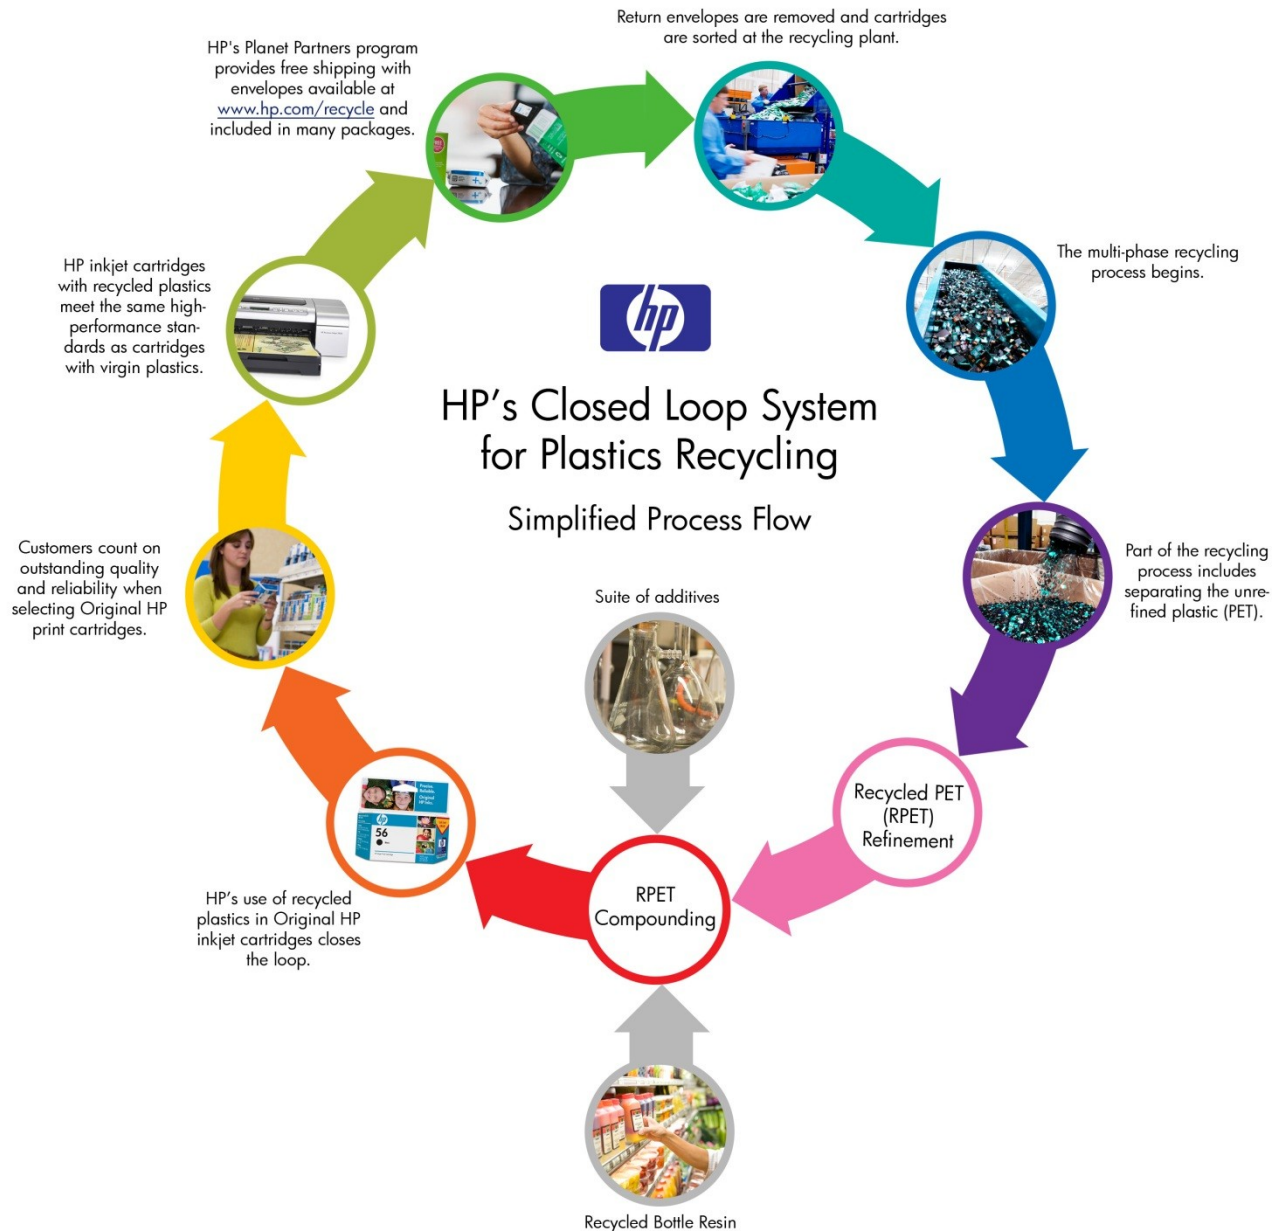 Return envelopes are removed and cartridges
are sorted at the recycling plant.
HP's Planet Partners program
provides free shipping with
envelopes available at
www.hp.com/recycle and
included in many packages.
The multi-phase recycling
process begins.
HP inkjet cartridges
with recycled plastics
meet the same high-
performance stan-
dards as cartridges
with virgin plastics.
hp
HP's Closed Loop System
for Plastics Recycling
Simplified Process Flow
Customers count on
outstanding quality
and reliability when
selecting Original HP
print cartridges.
Part of the recycling
process includes
separating the unre-
fined plastic (PET).
Suite of additives
Recycled PET
(RPET)
Refinement
56
HP's use of recycled
plastics in Original HP
inkjet cartridges closes
the loop.
RPET
Compounding
Recycled Bottle Resin